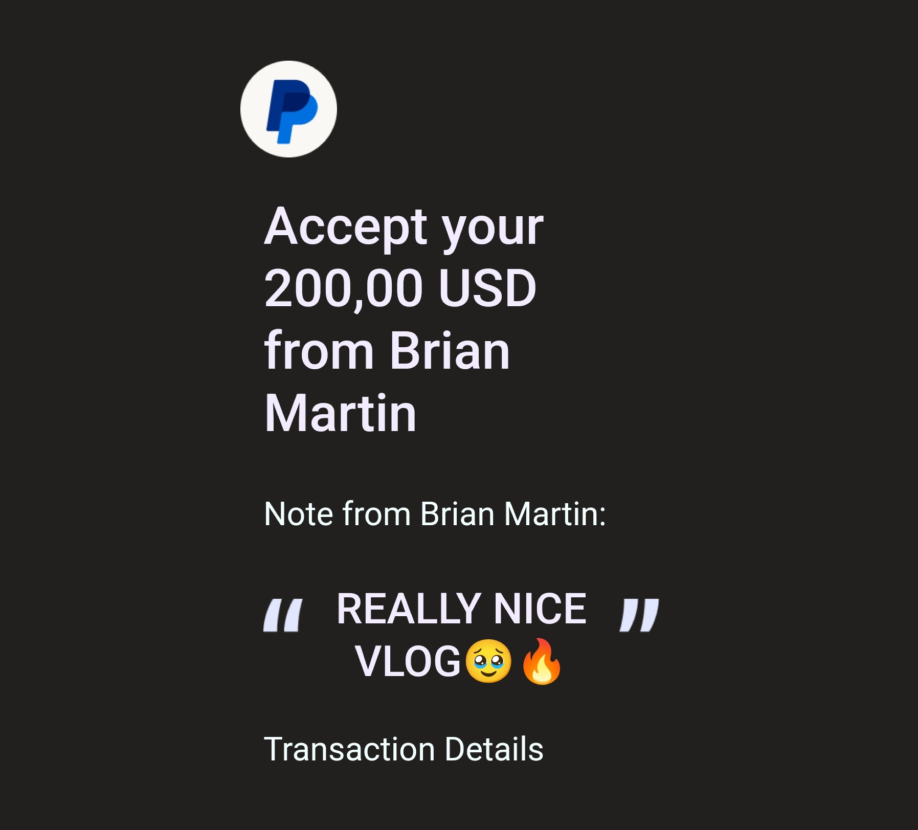 Accept your
200,00 USD
from Brian
Martin
Note from Brian Martin:
“ REALLY NICE ”
VLOG🥹🔥
Transaction Details